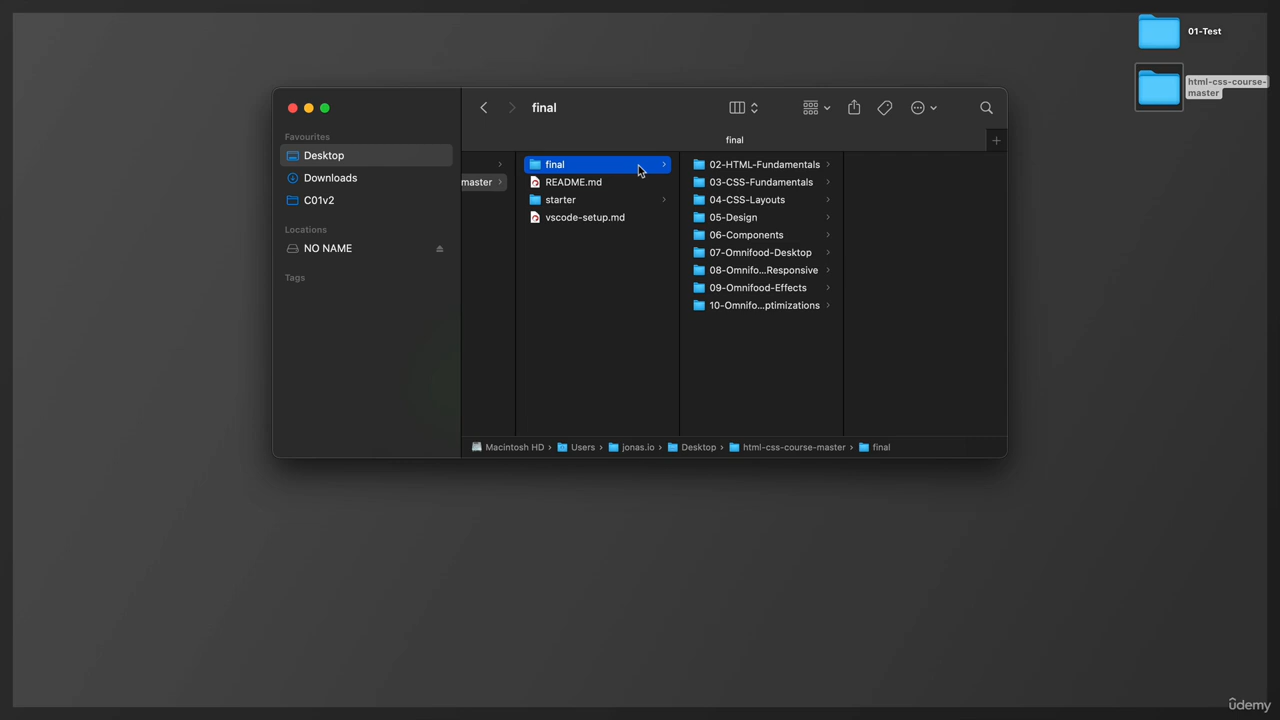 01-Test
html-css-course-
master
final
final
Favourites
Desktop
Downloads
C01v2
Locations
NO NAME
Tags
master
final
README.md
starter
vscode-setup.md
02-HTML-Fundamentals
03-CSS-Fundamentals
04-CSS-Layouts
05-Design
06-Components
07-Omnifood-Desktop
08-Omnifo...Responsive
09-Omnifood-Effects
10-Omnifo...ptimizations
Macintosh HD › Users › jonas.io › Desktop › html-css-course-master › final
ûdemy